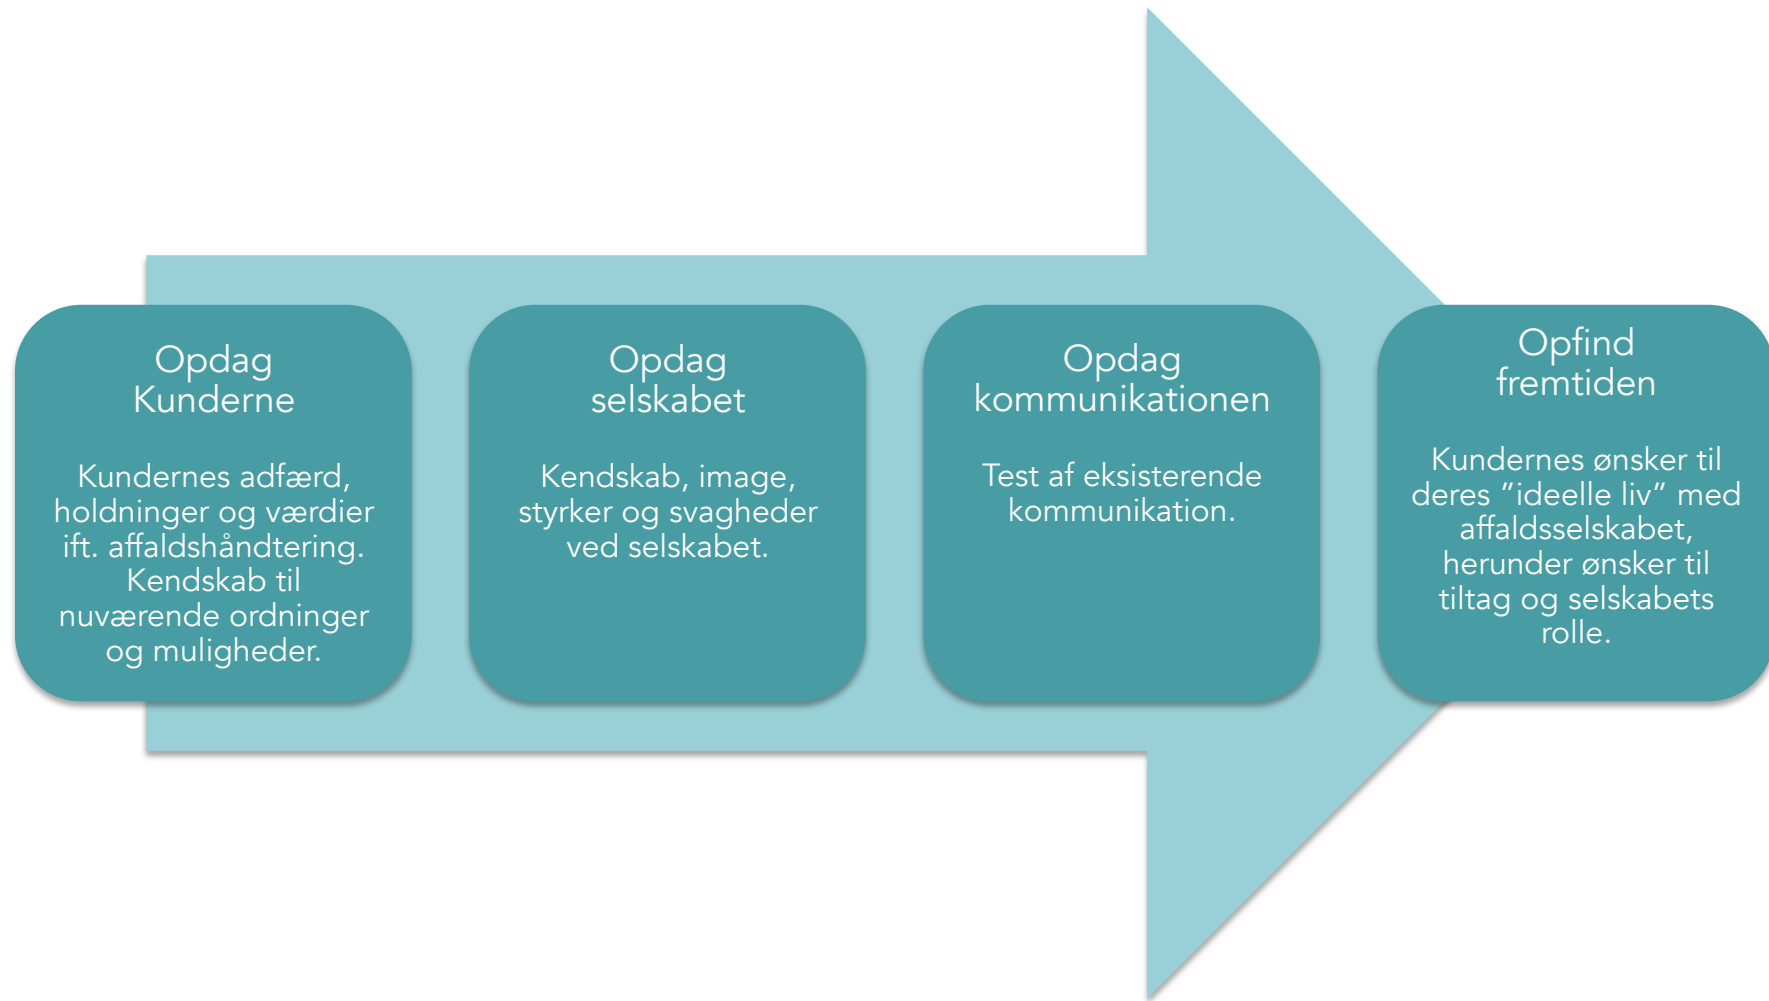 Opdag
Kunderne
Kundernes adfærd,
holdninger og værdier
ift. affaldshåndtering.
Kendskab til
nuværende ordninger
og muligheder.
Opdag
selskabet
Kendskab, image,
styrker og svagheder
ved selskabet.
Opdag
kommunikationen
Test af eksisterende
kommunikation.
Opfind
fremtiden
Kundernes ønsker til
deres ”ideelle liv” med
affaldsselskabet,
herunder ønsker til
tiltag og selskabets
rolle.